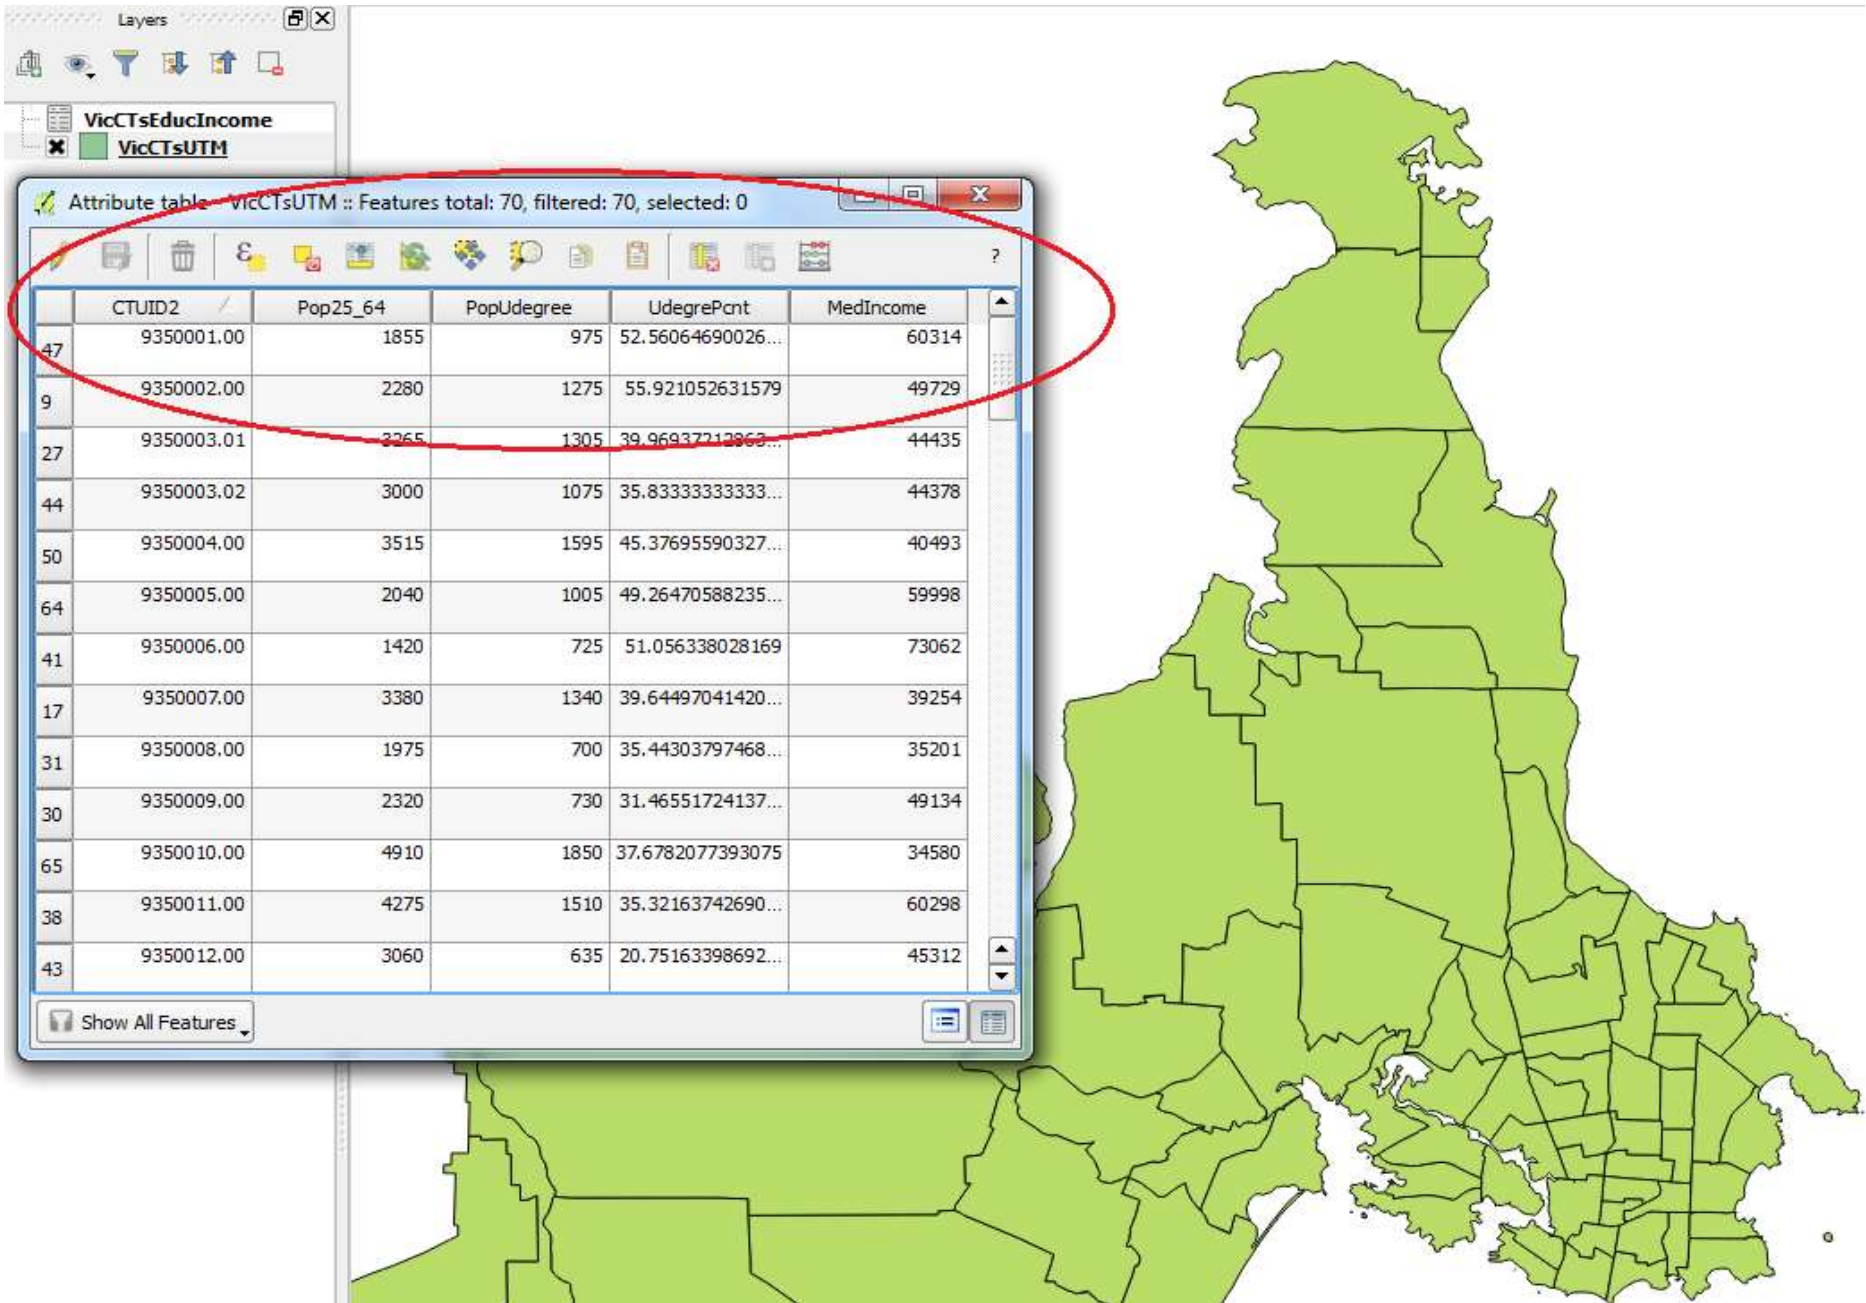 Layers
VicCTsEducIncome
VicCTsUTM
Attribute table - VicCTsUTM :: Features total: 70, filtered: 70, selected: 0
ε ?
CTUID2 Pop25_64 PopUdegree UdegrePcnt MedIncome
47 9350001.00 1855 975 52.56064690026... 60314
9 9350002.00 2280 1275 55.921052631579 49729
27 9350003.01 3265 1305 39.96937212863... 44435
44 9350003.02 3000 1075 35.83333333333... 44378
50 9350004.00 3515 1595 45.37695590327... 40493
64 9350005.00 2040 1005 49.26470588235... 59998
41 9350006.00 1420 725 51.056338028169 73062
17 9350007.00 3380 1340 39.64497041420... 39254
31 9350008.00 1975 700 35.44303797468... 35201
30 9350009.00 2320 730 31.46551724137... 49134
65 9350010.00 4910 1850 37.6782077393075 34580
38 9350011.00 4275 1510 35.32163742690... 60298
43 9350012.00 3060 635 20.75163398692... 45312
Show All Features